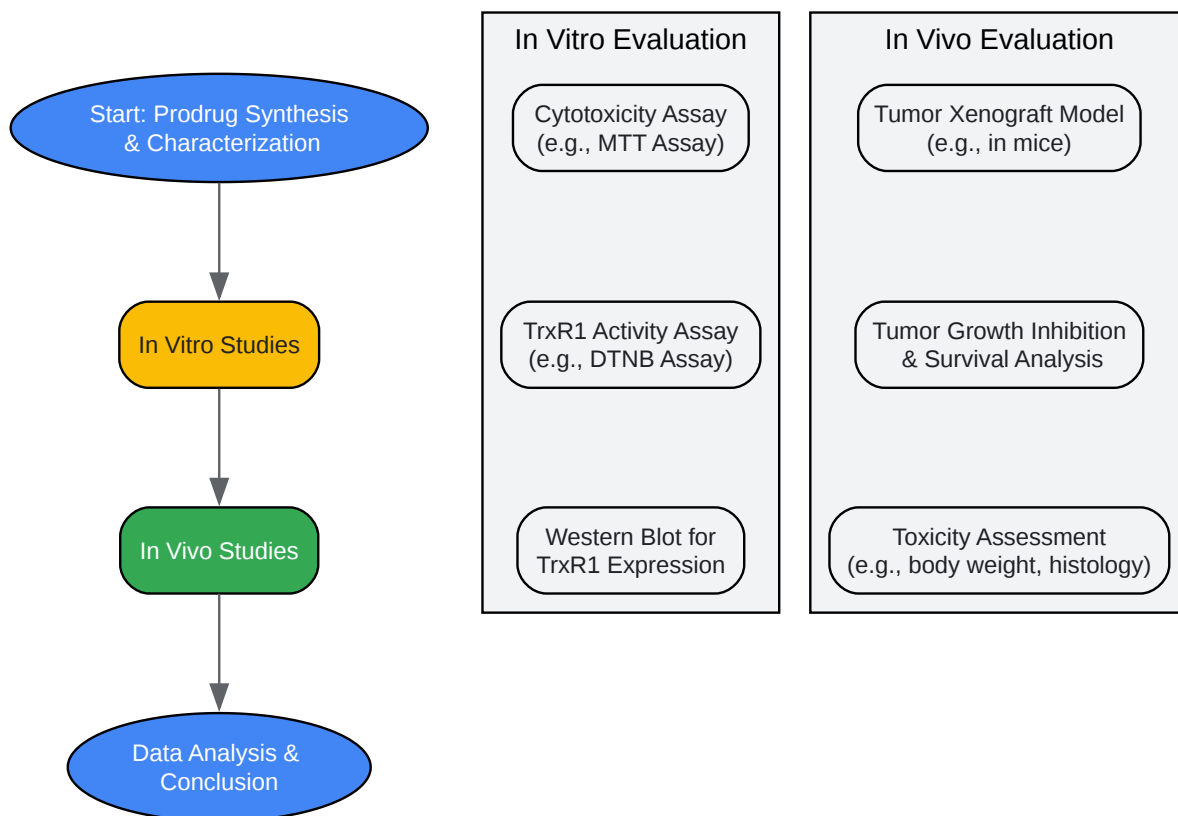 Start: Prodrug Synthesis
& Characterization
In Vitro Studies
In Vivo Studies
Data Analysis &
Conclusion
In Vitro Evaluation
Cytotoxicity Assay
(e.g., MTT Assay)
TrxR1 Activity Assay
(e.g., DTNB Assay)
Western Blot for
TrxR1 Expression
In Vivo Evaluation
Tumor Xenograft Model
(e.g., in mice)
Tumor Growth Inhibition
& Survival Analysis
Toxicity Assessment
(e.g., body weight, histology)